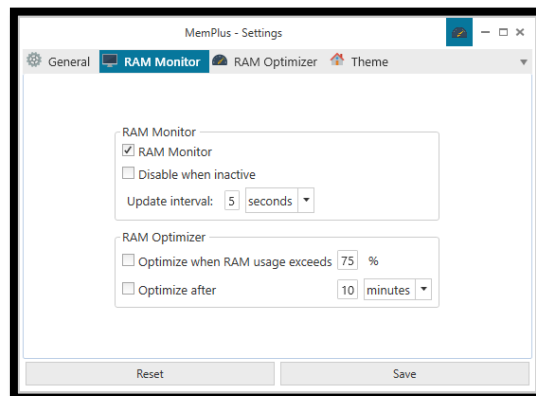 MemPlus - Settings
General RAM Monitor RAM Optimizer Theme
RAM Monitor
RAM Monitor
Disable when inactive
Update interval: 5 seconds
RAM Optimizer
Optimize when RAM usage exceeds 75 %
Optimize after 10 minutes
Reset Save